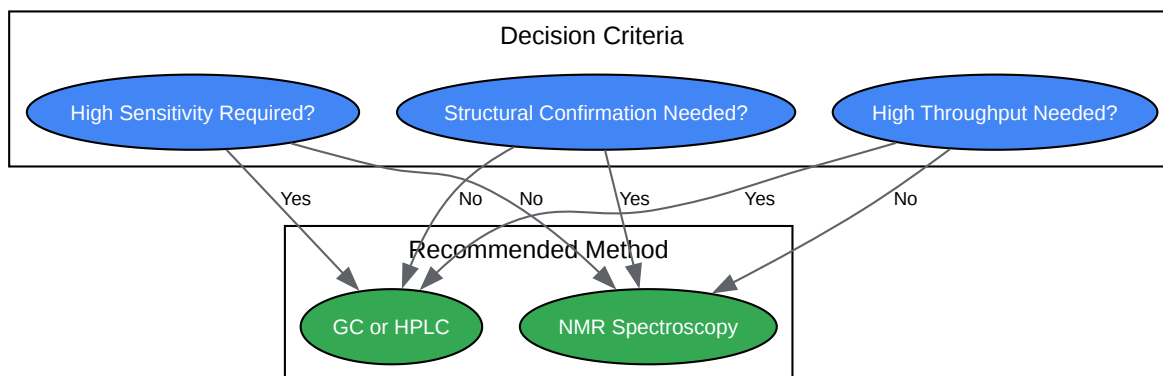 Decision Criteria
High Sensitivity Required?
Structural Confirmation Needed?
High Throughput Needed?
Yes
No
No
Yes
Yes
No
Recommended Method
GC or HPLC
NMR Spectroscopy